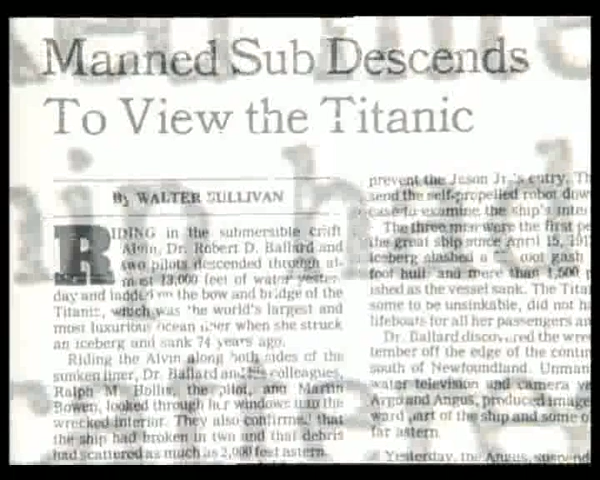 Manned Sub Descends
To View the Titanic
By WALTER SULLIVAN
RIDING in the submersible craft
Alvin, Dr. Robert D. Ballard and
two pilots descended through al-
most 13,000 feet of water yester-
day and landed on the bow and bridge of the
Titanic, which was the world's largest and
most luxurious ocean liner when she struck
an iceberg and sank 74 years ago.
Riding the Alvin along both sides of the
sunken liner, Dr. Ballard and his colleagues,
Ralph M. Hollis, the pilot, and Martin
Bowen, looked through her windows into the
wrecked interior. They also confirmed that
the ship had broken in two and that debris
had scattered as much as 2,000 feet astern.
prevent the Jason Jr.'s entry. Th
send the self-propelled robot dow
case to examine the ship's inter
The three men were the first pe
the great ship since April 15, 191
iceberg slashed a oot gash
foot hull and more than 1,500 p
ished as the vessel sank. The Tita
some to be unsinkable, did not ha
lifeboats for all her passengers an
Dr. Ballard discovered the wre
tember off the edge of the contin
south of Newfoundland. Unmann
water television and camera ve
Argo and Angus, produced image
ward part of the ship and some o
far astern.
Yesterday, the Angus, suspend